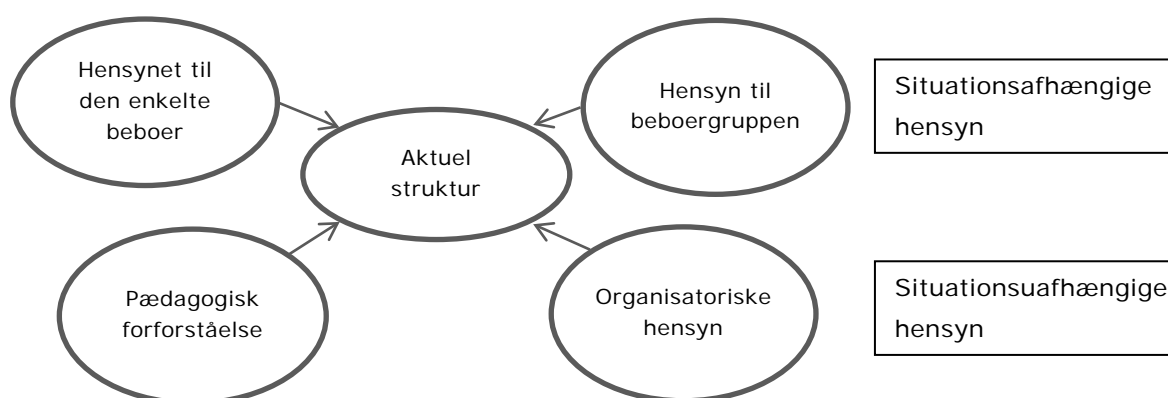 Hensynet til
den enkelte
beboer
Hensyn til
beboergruppen
Situationsafhængige
hensyn
Aktuel
struktur
Pædagogisk
forforståelse
Organisatoriske
hensyn
Situationsuafhængige
hensyn